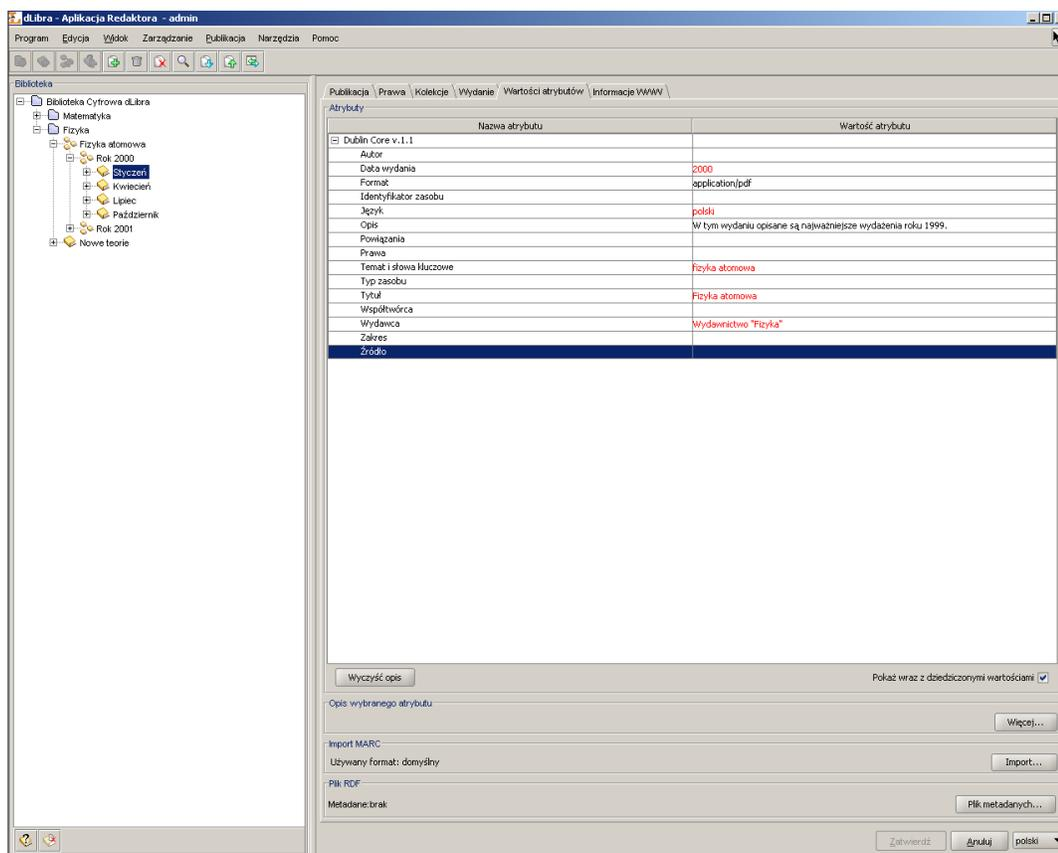 dLibra - Aplikacja Redaktora - admin
Program Edycja Widok Zarządzanie Publikacja Narzędzia Pomoc
Biblioteka
Biblioteka Cyfrowa dLibra
Matematyka
Fizyka
Fizyka atomowa
Rok 2000
Styczeń
Kwiecień
Lipiec
Październik
Rok 2001
Nowe teorie
Publikacja Prawa Kolekcje Wydanie Wartości atrybutów Informacje WWW
Atrybuty
Nazwa atrybutu Wartość atrybutu
Dublin Core v.1.1
Autor
Data wydania 2000
Format application/pdf
Identyfikator zasobu
Język polski
Opis W tym wydaniu opisane są najważniejsze wydażenia roku 1999.
Powiązania
Prawa
Temat i słowa kluczowe fizyka atomowa
Typ zasobu
Tytuł Fizyka atomowa
Współtwórca
Wydawca Wydawnictwo "Fizyka"
Zakres
Źródło
Wyczyść opis Pokaż wraz z dziedziczonymi wartościami
Opis wybranego atrybutu
Więcej...
Import MARC
Używany format: domyślny Import...
Plik RDF
Metadane:brak Plik metadanych...
Zatwierdź Anuluj polski